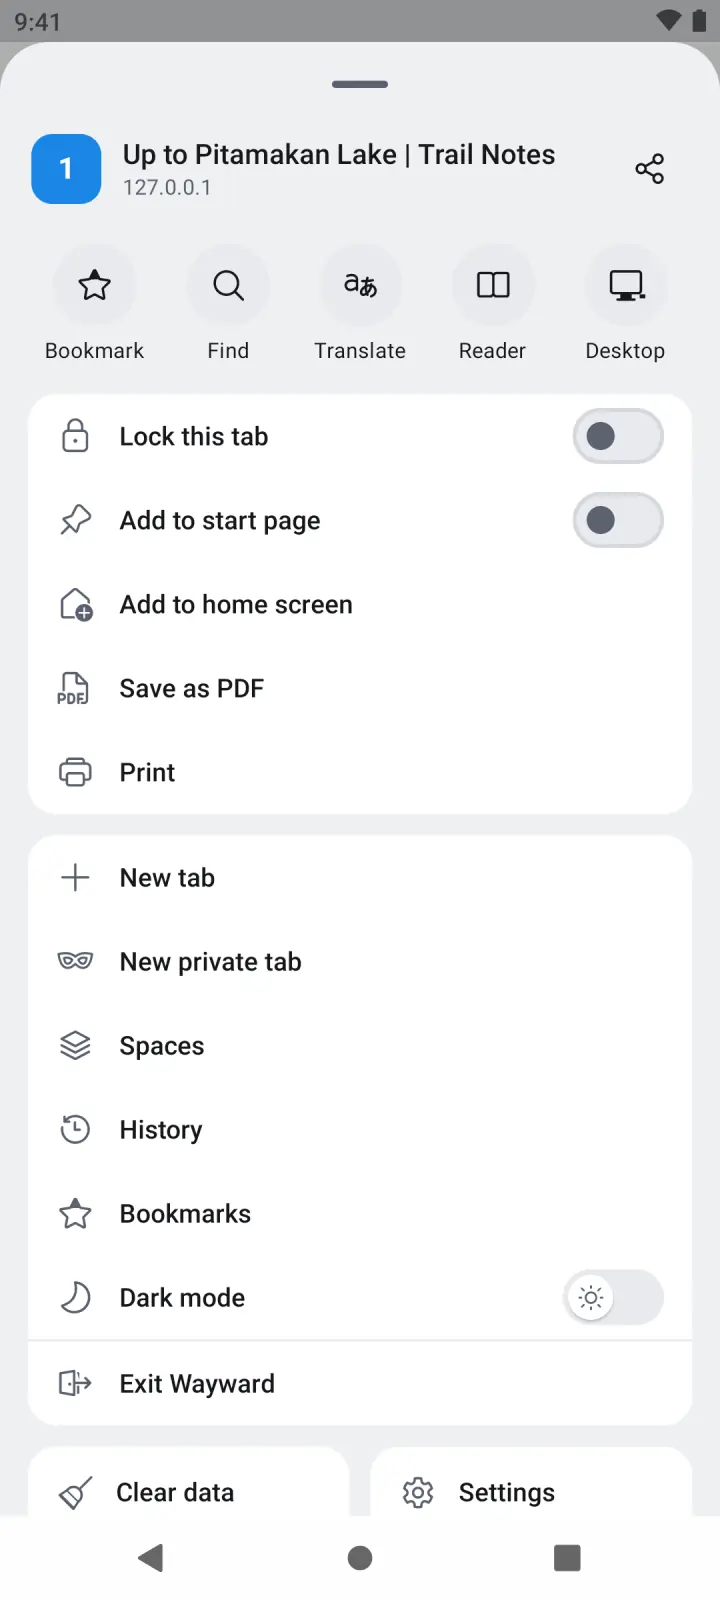 9:41
1
Up to Pitamakan Lake | Trail Notes
127.0.0.1
Bookmark
Find
aあ
Translate
Reader
Desktop
Lock this tab
Add to start page
Add to home screen
PDF
Save as PDF
Print
New tab
New private tab
Spaces
History
Bookmarks
Dark mode
Exit Wayward
Clear data
Settings